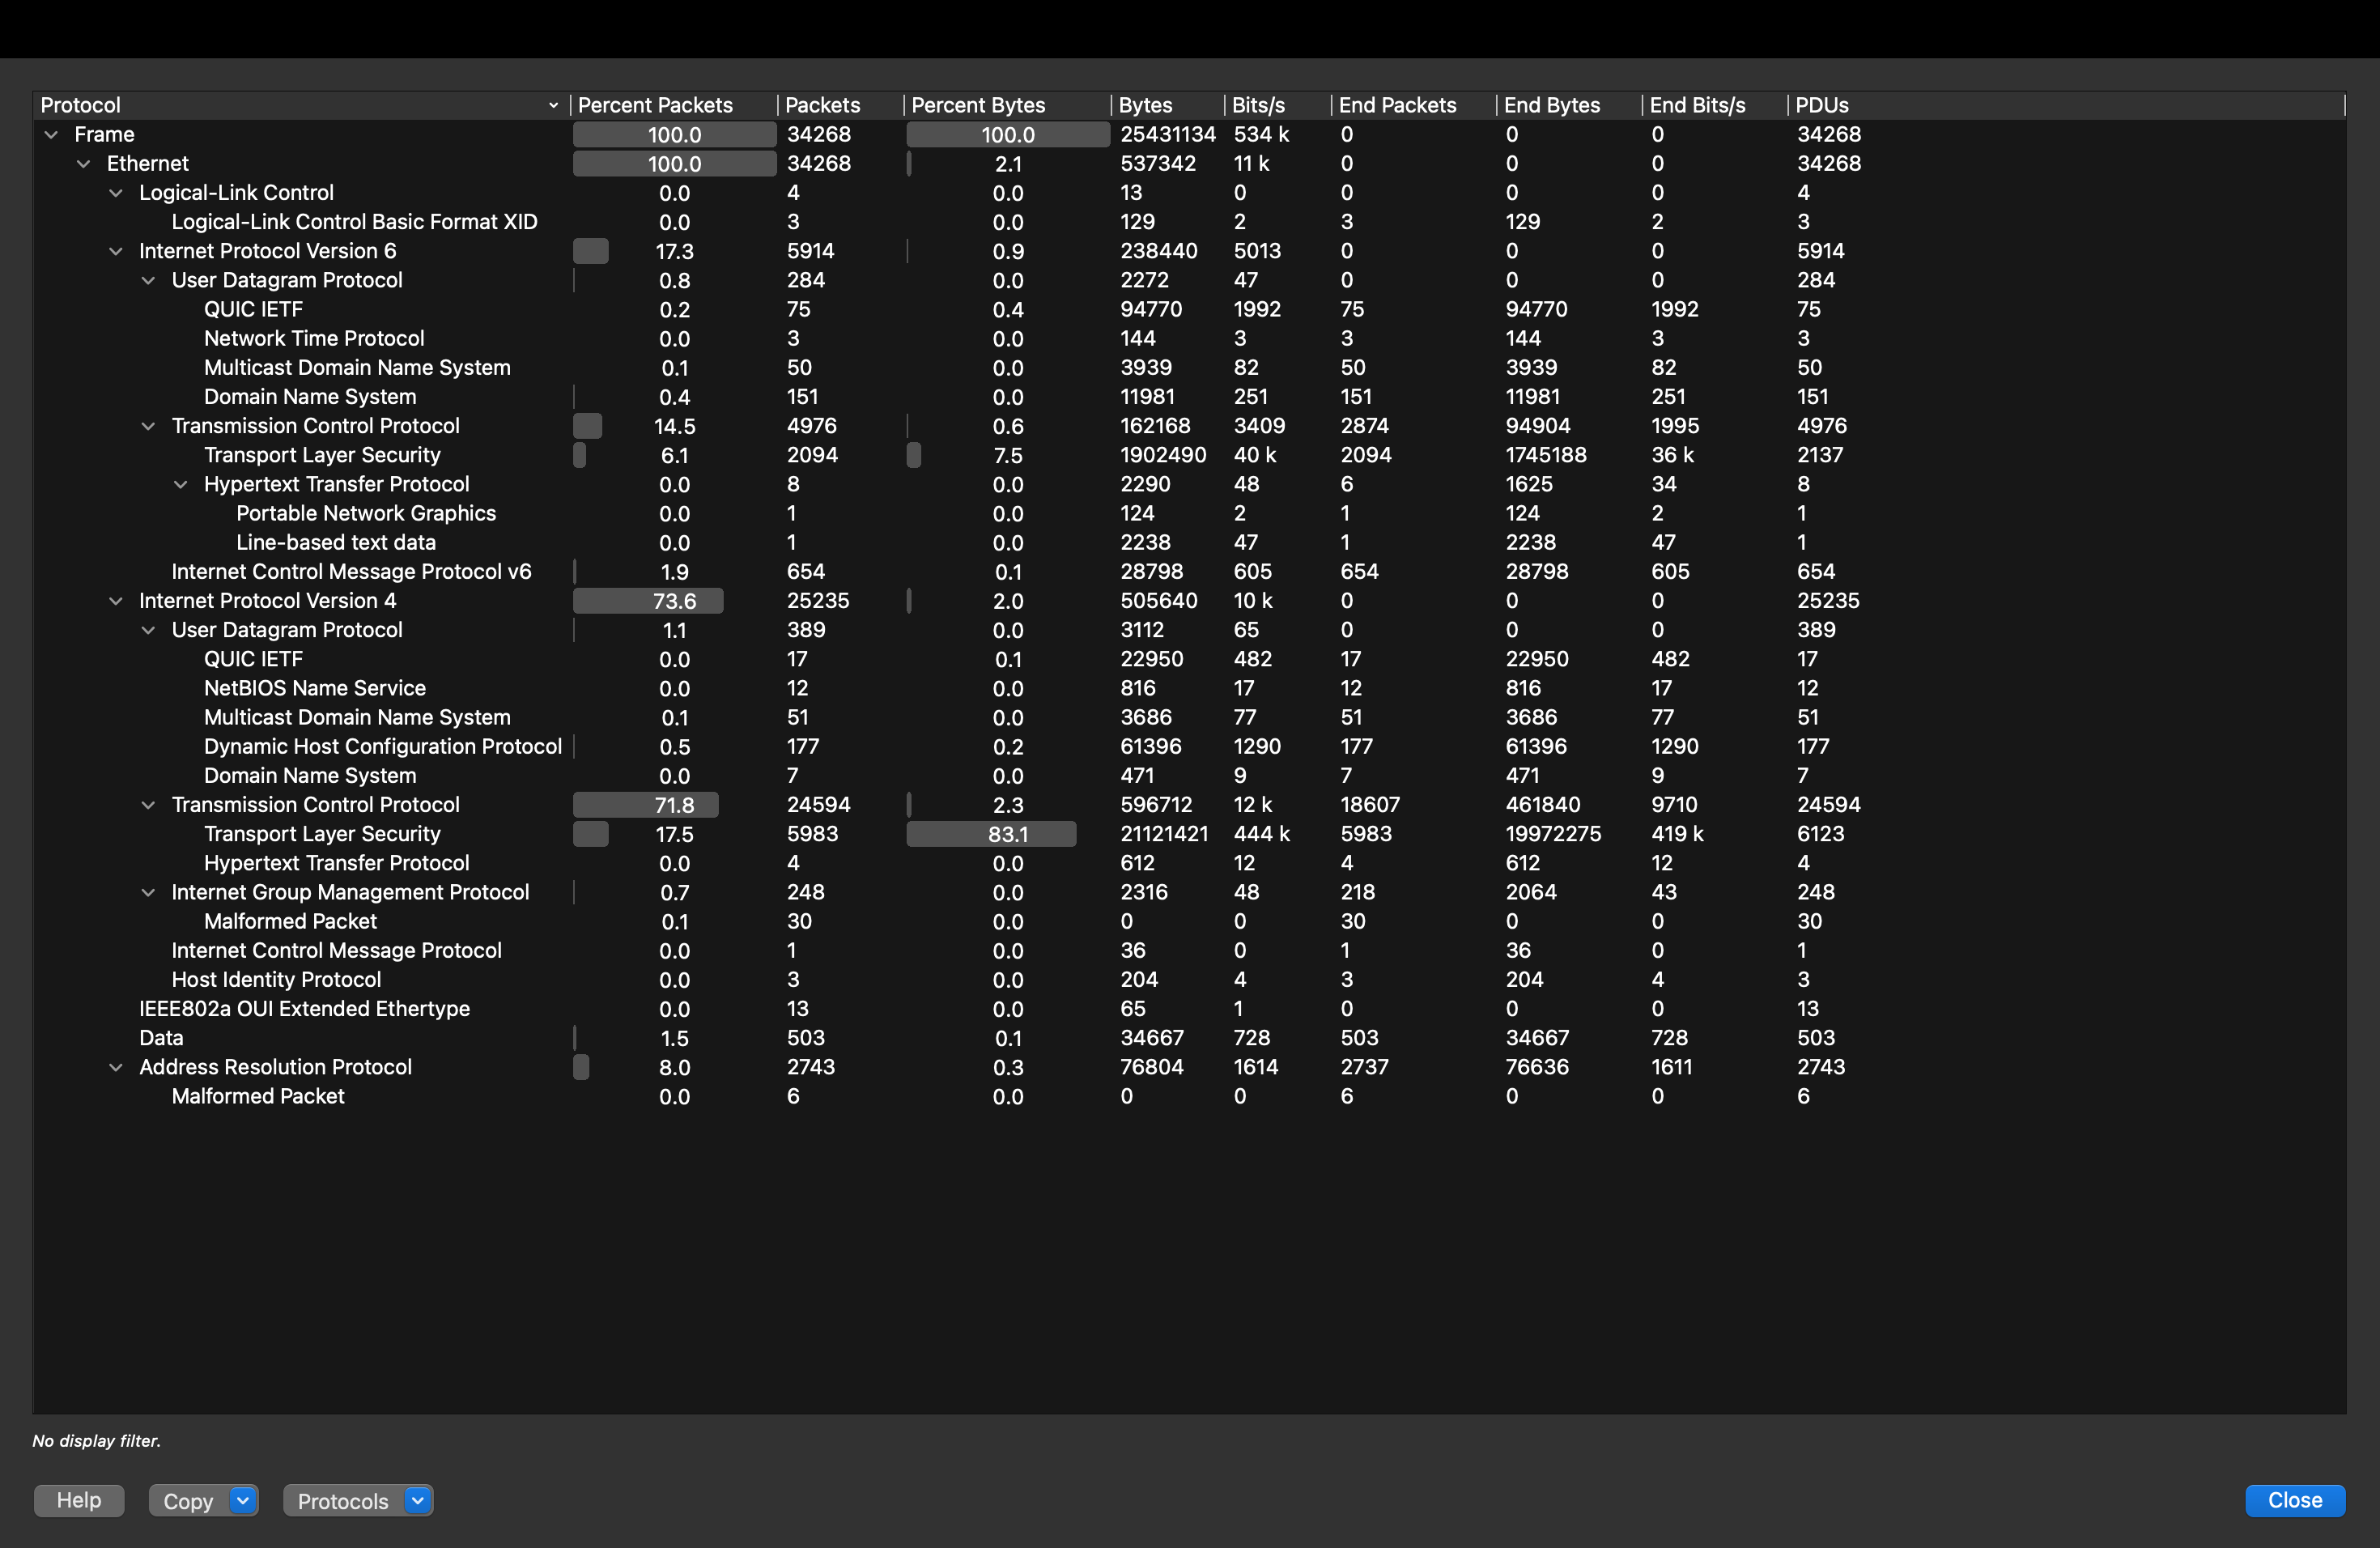 Protocol Percent Packets Packets Percent Bytes Bytes Bits/s End Packets End Bytes End Bits/s PDUs
Frame 100.0 34268 100.0 25431134 534 k 0 0 0 34268
Ethernet 100.0 34268 2.1 537342 11 k 0 0 0 34268
Logical-Link Control 0.0 4 0.0 13 0 0 0 0 4
Logical-Link Control Basic Format XID 0.0 3 0.0 129 2 3 129 2 3
Internet Protocol Version 6 17.3 5914 0.9 238440 5013 0 0 0 5914
User Datagram Protocol 0.8 284 0.0 2272 47 0 0 0 284
QUIC IETF 0.2 75 0.4 94770 1992 75 94770 1992 75
Network Time Protocol 0.0 3 0.0 144 3 3 144 3 3
Multicast Domain Name System 0.1 50 0.0 3939 82 50 3939 82 50
Domain Name System 0.4 151 0.0 11981 251 151 11981 251 151
Transmission Control Protocol 14.5 4976 0.6 162168 3409 2874 94904 1995 4976
Transport Layer Security 6.1 2094 7.5 1902490 40 k 2094 1745188 36 k 2137
Hypertext Transfer Protocol 0.0 8 0.0 2290 48 6 1625 34 8
Portable Network Graphics 0.0 1 0.0 124 2 1 124 2 1
Line-based text data 0.0 1 0.0 2238 47 1 2238 47 1
Internet Control Message Protocol v6 1.9 654 0.1 28798 605 654 28798 605 654
Internet Protocol Version 4 73.6 25235 2.0 505640 10 k 0 0 0 25235
User Datagram Protocol 1.1 389 0.0 3112 65 0 0 0 389
QUIC IETF 0.0 17 0.1 22950 482 17 22950 482 17
NetBIOS Name Service 0.0 12 0.0 816 17 12 816 17 12
Multicast Domain Name System 0.1 51 0.0 3686 77 51 3686 77 51
Dynamic Host Configuration Protocol 0.5 177 0.2 61396 1290 177 61396 1290 177
Domain Name System 0.0 7 0.0 471 9 7 471 9 7
Transmission Control Protocol 71.8 24594 2.3 596712 12 k 18607 461840 9710 24594
Transport Layer Security 17.5 5983 83.1 21121421 444 k 5983 19972275 419 k 6123
Hypertext Transfer Protocol 0.0 4 0.0 612 12 4 612 12 4
Internet Group Management Protocol 0.7 248 0.0 2316 48 218 2064 43 248
Malformed Packet 0.1 30 0.0 0 0 30 0 0 30
Internet Control Message Protocol 0.0 1 0.0 36 0 1 36 0 1
Host Identity Protocol 0.0 3 0.0 204 4 3 204 4 3
IEEE802a OUI Extended Ethertype 0.0 13 0.0 65 1 0 0 0 13
Data 1.5 503 0.1 34667 728 503 34667 728 503
Address Resolution Protocol 8.0 2743 0.3 76804 1614 2737 76636 1611 2743
Malformed Packet 0.0 6 0.0 0 0 6 0 0 6
No display filter.
Help Copy Protocols Close